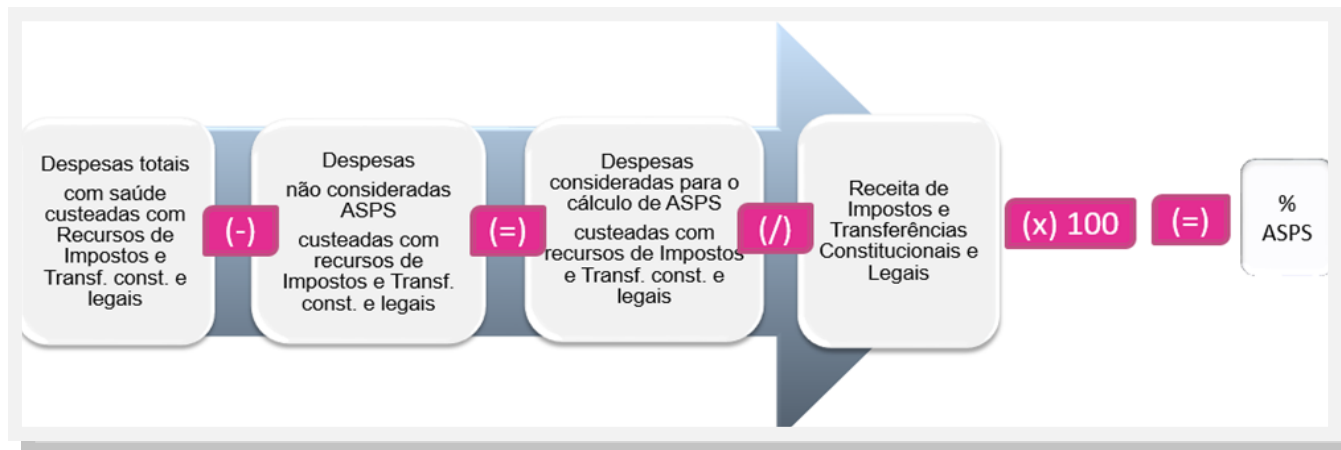 Despesas totais
com saúde
custeadas com
Recursos de
Impostos e
Transf. const. e
legais
(-)
Despesas
não consideradas
ASPS
custeadas com
recursos de
Impostos e Transf.
const. e legais
(=)
Despesas
consideradas para o
cálculo de ASPS
custeadas com
recursos de Impostos
e Transf. const. e
legais
(/)
Receita de
Impostos e
Transferências
Constitucionais e
Legais
(x) 100
(=)
%
ASPS